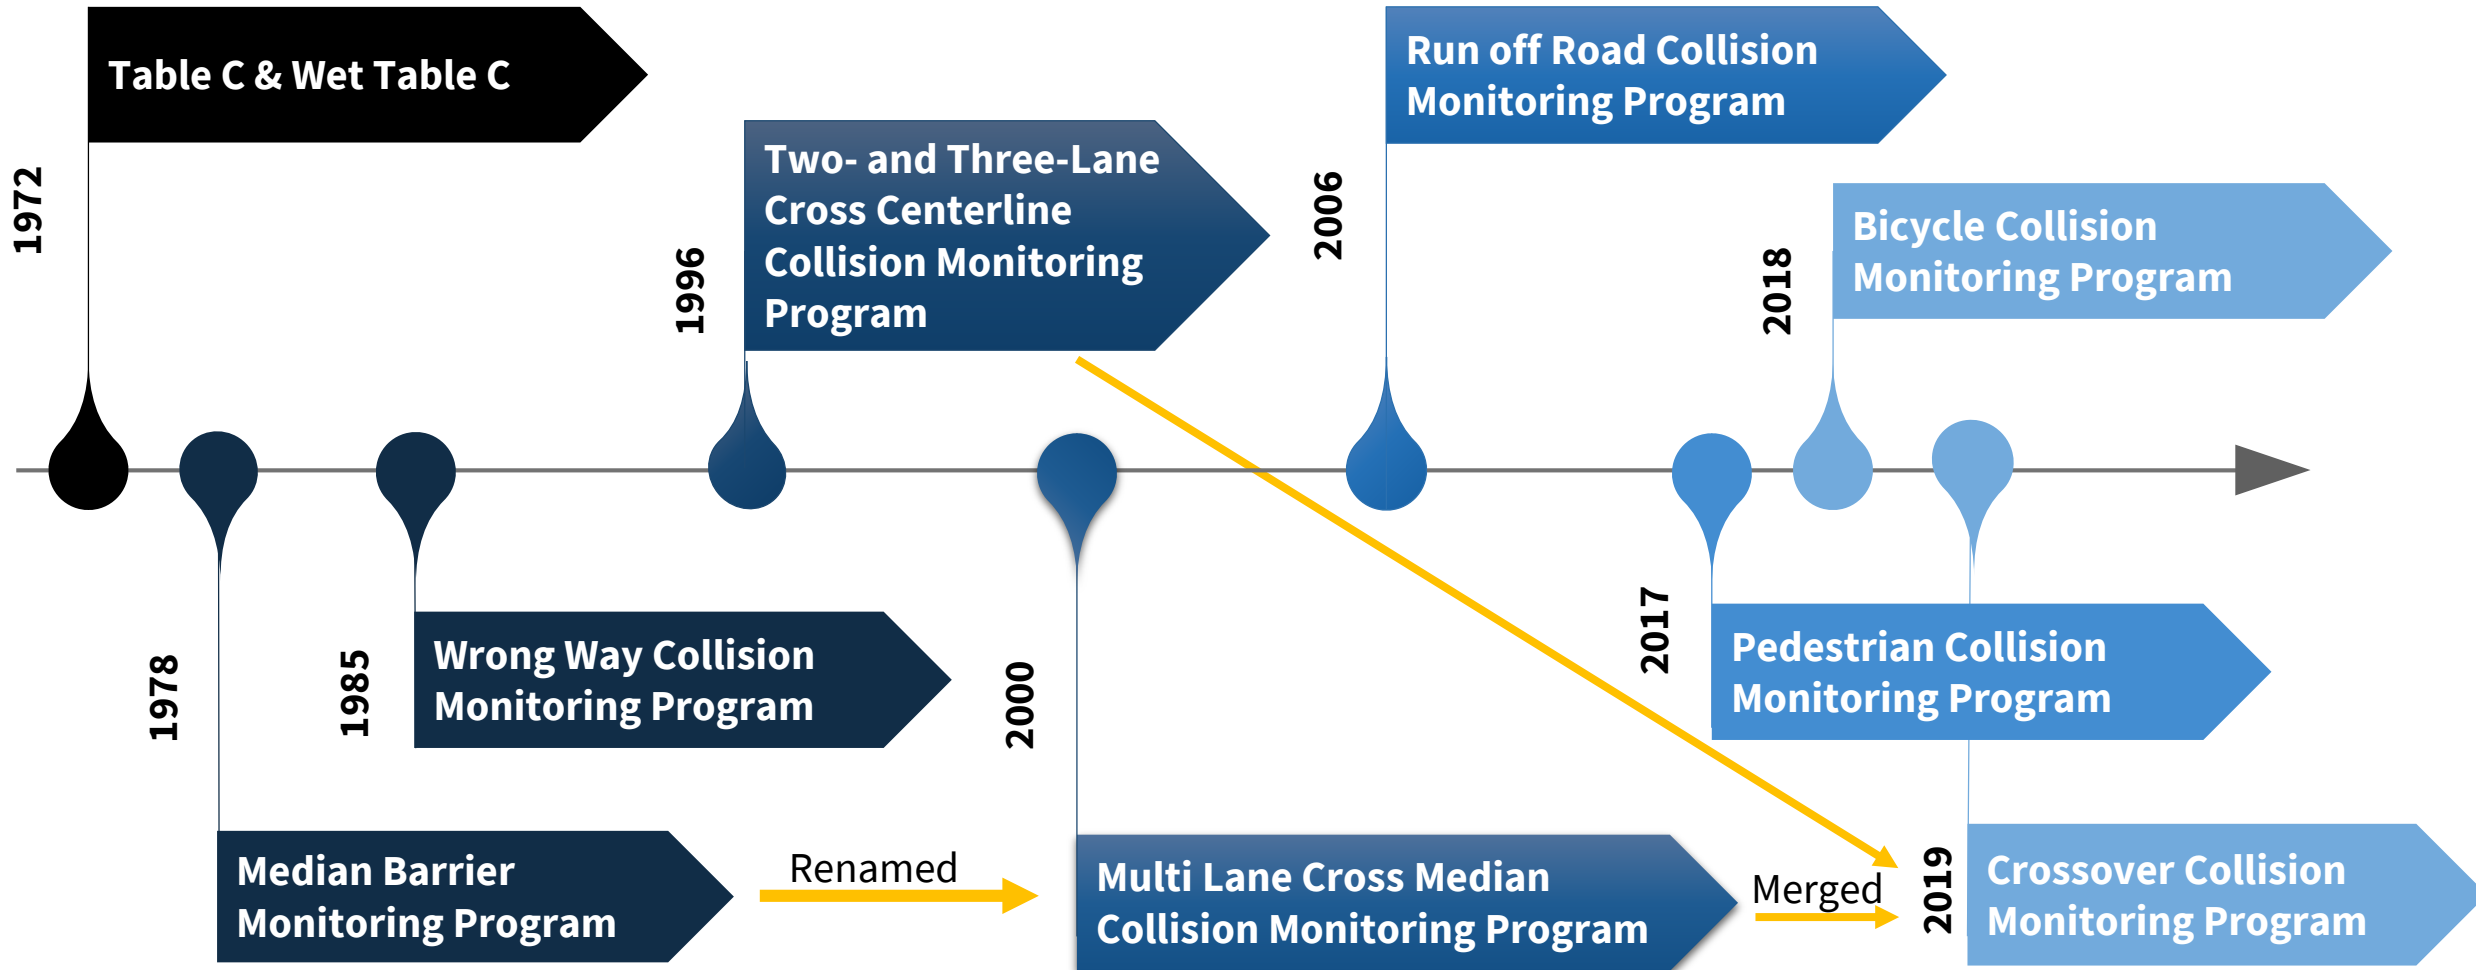 1972
Table C & Wet Table C
1978
Median Barrier
Monitoring Program
1985
Wrong Way Collision
Monitoring Program
1996
Two- and Three-Lane
Cross Centerline
Collision Monitoring
Program
Renamed
2000
Multi Lane Cross Median
Collision Monitoring Program
2006
Run off Road Collision
Monitoring Program
2017
Pedestrian Collision
Monitoring Program
2018
Bicycle Collision
Monitoring Program
Merged
2019
Crossover Collision
Monitoring Program